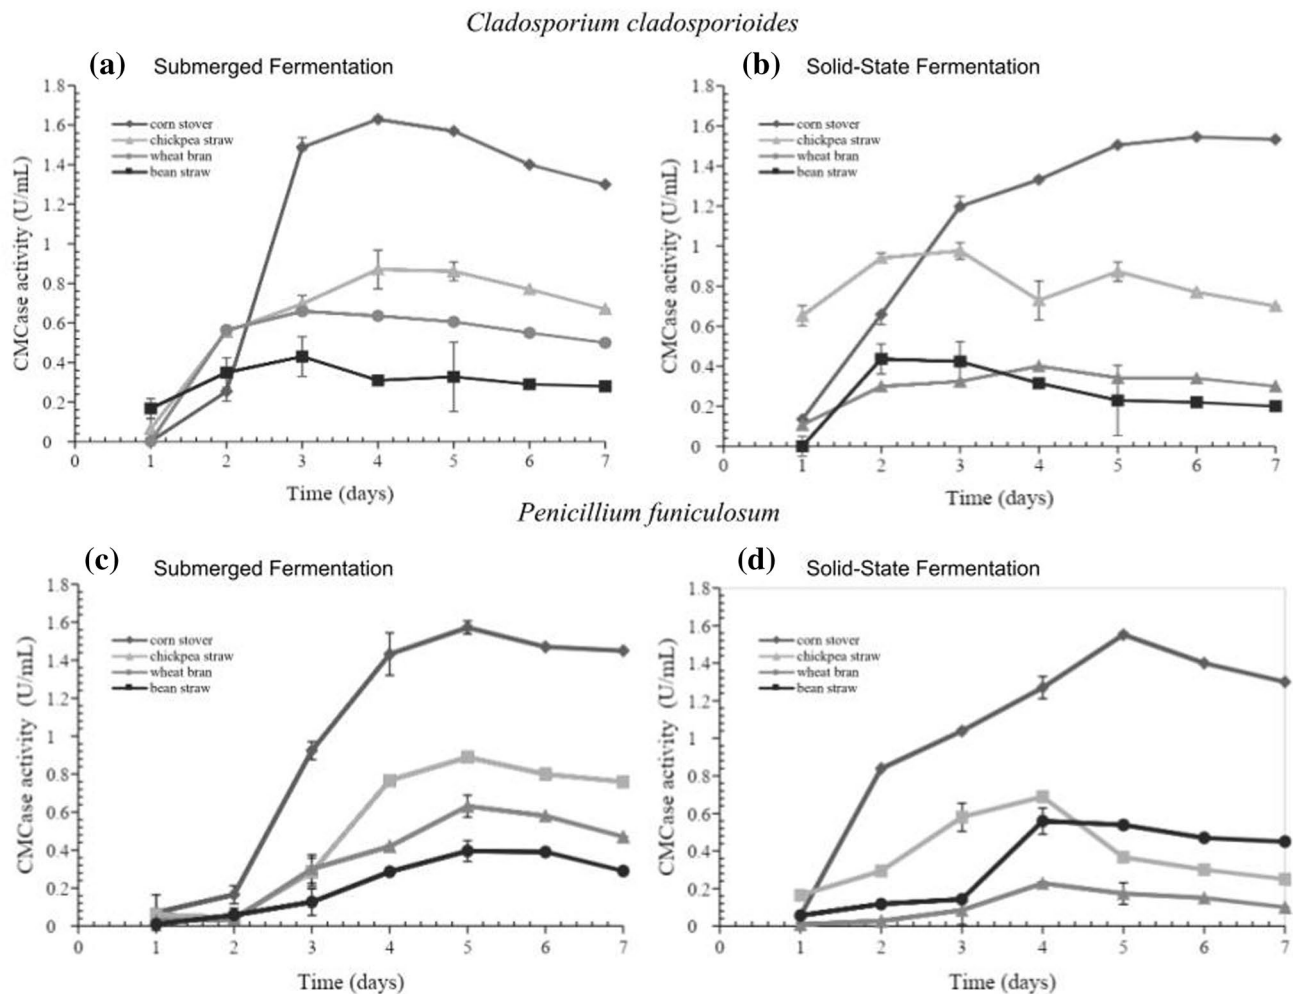 Cladosporium cladosporioides
(a) Submerged Fermentation
1.8
1.6
1.4
1.2
1
0.8
0.6
0.4
0.2
0
corn stover
chickpea straw
wheat bran
bean straw
CMCase activity (U/mL)
0 1 2 3 4 5 6 7
Time (days)
(b) Solid-State Fermentation
1.8
1.6
1.4
1.2
1
0.8
0.6
0.4
0.2
0
corn stover
chickpea straw
wheat bran
bean straw
CMCase activity (U/mL)
0 1 2 3 4 5 6 7
Time (days)
Penicillium funiculosum
(c) Submerged Fermentation
1.8
1.6
1.4
1.2
1
0.8
0.6
0.4
0.2
0
corn stover
chickpea straw
wheat bran
bean straw
CMCase activity (U/mL)
0 1 2 3 4 5 6 7
Time (days)
(d) Solid-State Fermentation
1.8
1.6
1.4
1.2
1
0.8
0.6
0.4
0.2
0
corn stover
chickpea straw
wheat bran
bean straw
CMCase activity (U/mL)
0 1 2 3 4 5 6 7
Time (days)